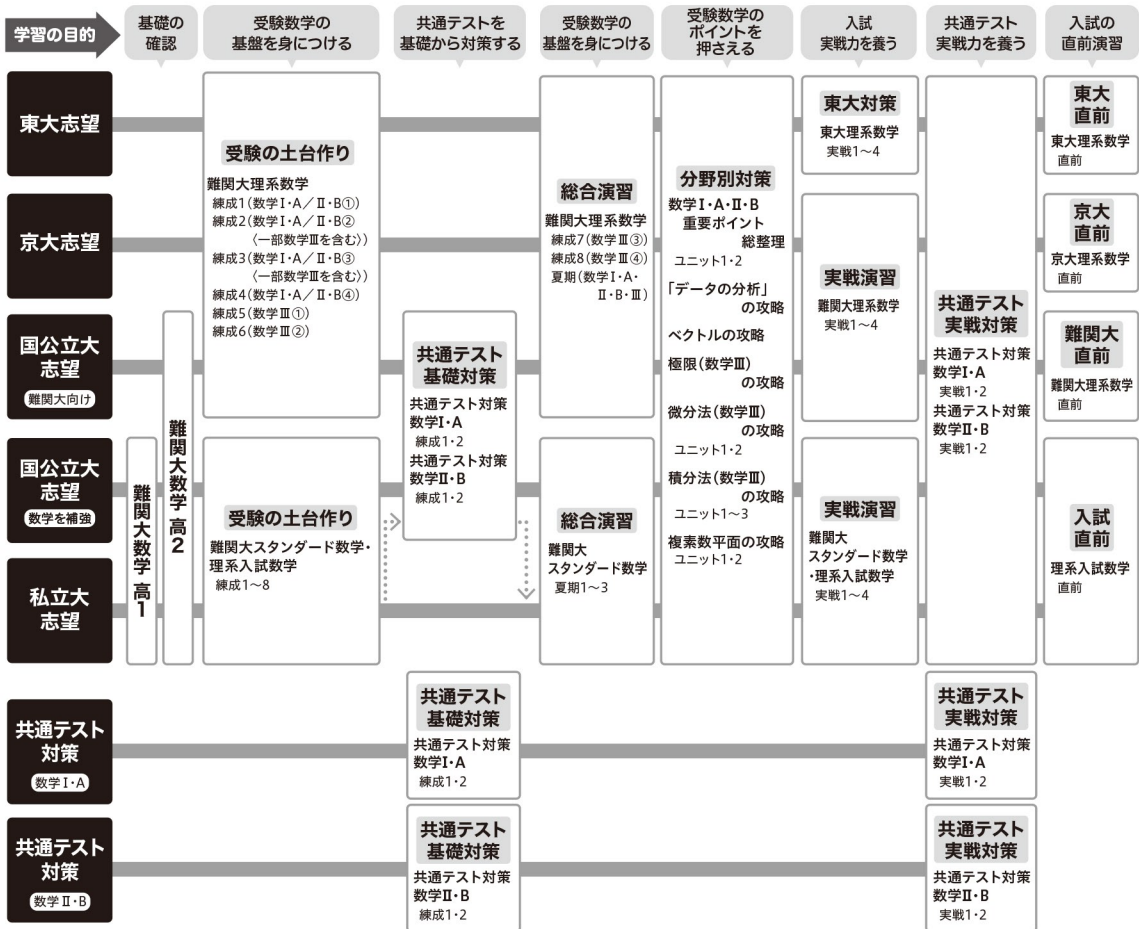 学習の目的
基礎の
確認
受験数学の
基盤を身につける
共通テストを
基礎から対策する
受験数学の
基盤を身につける
受験数学の
ポイントを
押さえる
入試
実戦力を養う
共通テスト
実戦力を養う
入試の
直前演習
東大志望
京大志望
国公立大
志望
難関大向け
国公立大
志望
数学を補強
私立大
志望
難関大数学 高1
難関大数学 高2
受験の土台作り
難関大理系数学
練成1(数学Ⅰ・A/Ⅱ・B①)
練成2(数学Ⅰ・A/Ⅱ・B②
〈一部数学Ⅲを含む〉)
練成3(数学Ⅰ・A/Ⅱ・B③
〈一部数学Ⅲを含む〉)
練成4(数学Ⅰ・A/Ⅱ・B④)
練成5(数学Ⅲ①)
練成6(数学Ⅲ②)
受験の土台作り
難関大スタンダード数学・
理系入試数学
練成1〜8
共通テスト
基礎対策
共通テスト対策
数学Ⅰ・A
練成1・2
共通テスト対策
数学Ⅱ・B
練成1・2
総合演習
難関大理系数学
練成7(数学Ⅲ③)
練成8(数学Ⅲ④)
夏期(数学Ⅰ・A・
Ⅱ・B・Ⅲ)
総合演習
難関大
スタンダード数学
夏期1〜3
分野別対策
数学Ⅰ・A・Ⅱ・B
重要ポイント
総整理
ユニット1・2
「データの分析」
の攻略
ベクトルの攻略
極限(数学Ⅲ)
の攻略
微分法(数学Ⅲ)
の攻略
ユニット1・2
積分法(数学Ⅲ)
の攻略
ユニット1〜3
複素数平面の攻略
ユニット1・2
東大対策
東大理系数学
実戦1〜4
実戦演習
難関大理系数学
実戦1〜4
実戦演習
難関大
スタンダード数学
・理系入試数学
実戦1〜4
共通テスト
実戦対策
共通テスト対策
数学Ⅰ・A
実戦1・2
共通テスト対策
数学Ⅱ・B
実戦1・2
東大
直前
東大理系数学
直前
京大
直前
京大理系数学
直前
難関大
直前
難関大理系数学
直前
入試
直前
理系入試数学
直前
共通テスト
対策
数学Ⅰ・A
共通テスト
基礎対策
共通テスト対策
数学Ⅰ・A
練成1・2
共通テスト
実戦対策
共通テスト対策
数学Ⅰ・A
実戦1・2
共通テスト
対策
数学Ⅱ・B
共通テスト
基礎対策
共通テスト対策
数学Ⅱ・B
練成1・2
共通テスト
実戦対策
共通テスト対策
数学Ⅱ・B
実戦1・2